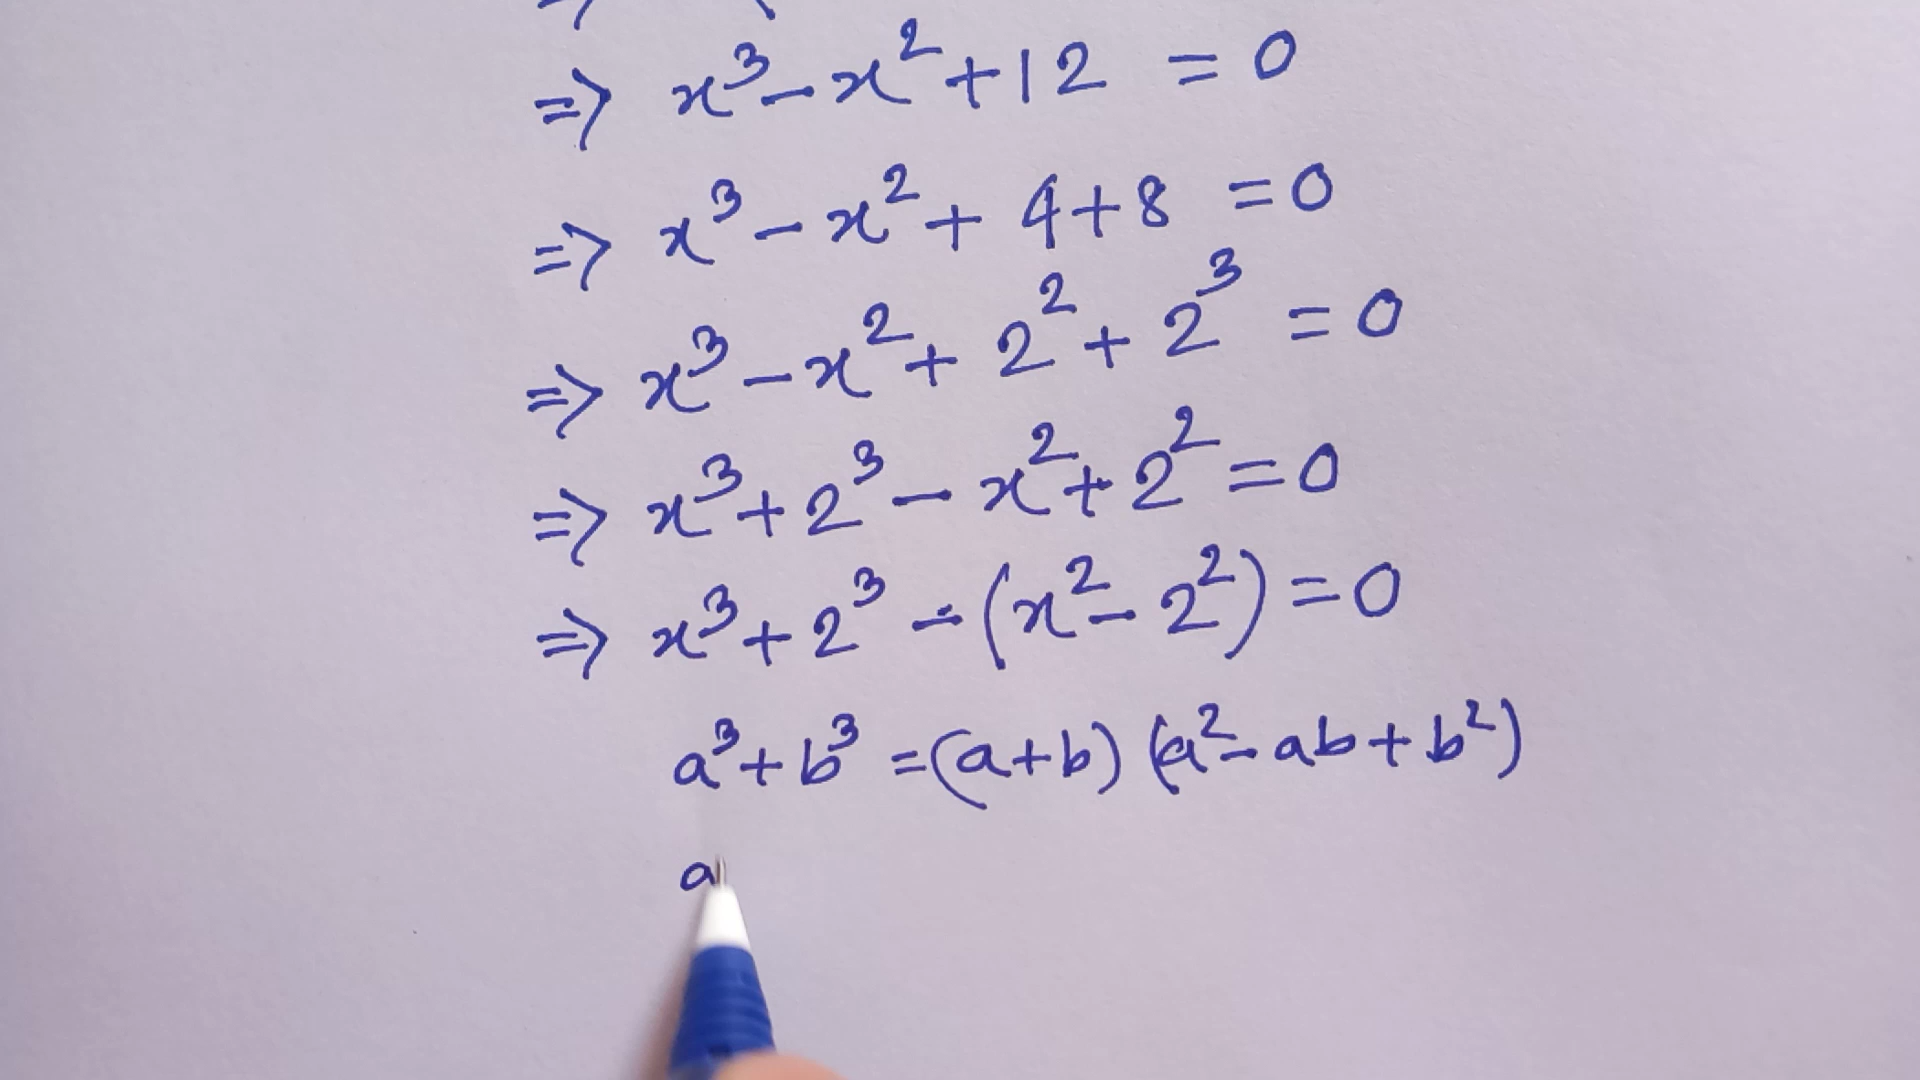 => x³ - x² + 12 = 0
=> x³ - x² + 4 + 8 = 0
=> x³ - x² + 2² + 2³ = 0
=> x³ + 2³ - x² + 2² = 0
=> x³ + 2³ - (x² - 2²) = 0
a³ + b³ = (a+b) (a² - ab + b²)
a